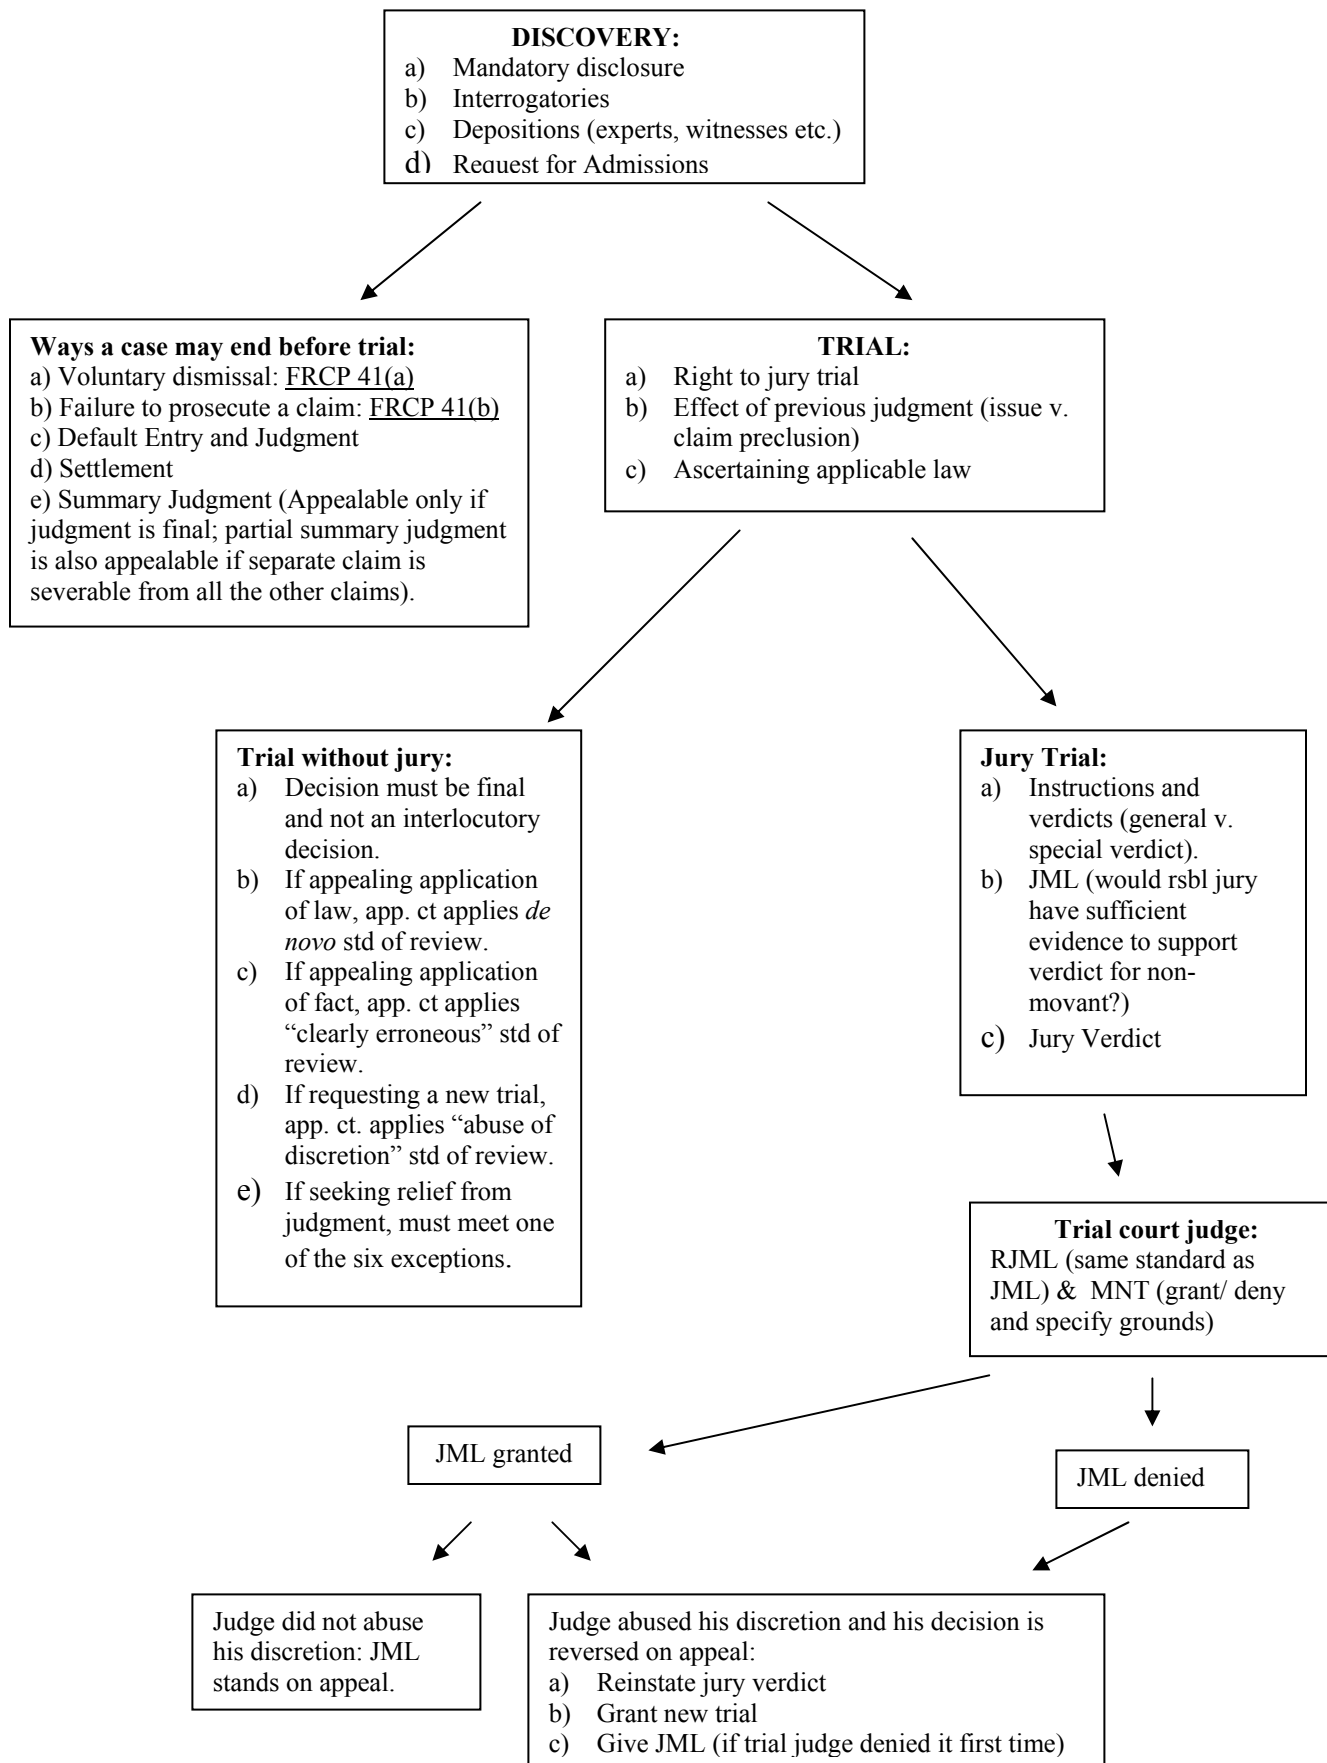 DISCOVERY:
a) Mandatory disclosure
b) Interrogatories
c) Depositions (experts, witnesses etc.)
d) Request for Admissions
Ways a case may end before trial:
a) Voluntary dismissal: FRCP 41(a)
b) Failure to prosecute a claim: FRCP 41(b)
c) Default Entry and Judgment
d) Settlement
e) Summary Judgment (Appealable only if
judgment is final; partial summary judgment
is also appealable if separate claim is
severable from all the other claims).
TRIAL:
a) Right to jury trial
b) Effect of previous judgment (issue v.
claim preclusion)
c) Ascertaining applicable law
Trial without jury:
a) Decision must be final
and not an interlocutory
decision.
b) If appealing application
of law, app. ct applies de
novo std of review.
c) If appealing application
of fact, app. ct applies
“clearly erroneous” std of
review.
d) If requesting a new trial,
app. ct. applies “abuse of
discretion” std of review.
e) If seeking relief from
judgment, must meet one
of the six exceptions.
Jury Trial:
a) Instructions and
verdicts (general v.
special verdict).
b) JML (would rsbl jury
have sufficient
evidence to support
verdict for non-
movant?)
c) Jury Verdict
Trial court judge:
RJML (same standard as
JML) & MNT (grant/ deny
and specify grounds)
JML granted
JML denied
Judge did not abuse
his discretion: JML
stands on appeal.
Judge abused his discretion and his decision is
reversed on appeal:
a) Reinstate jury verdict
b) Grant new trial
c) Give JML (if trial judge denied it first time)